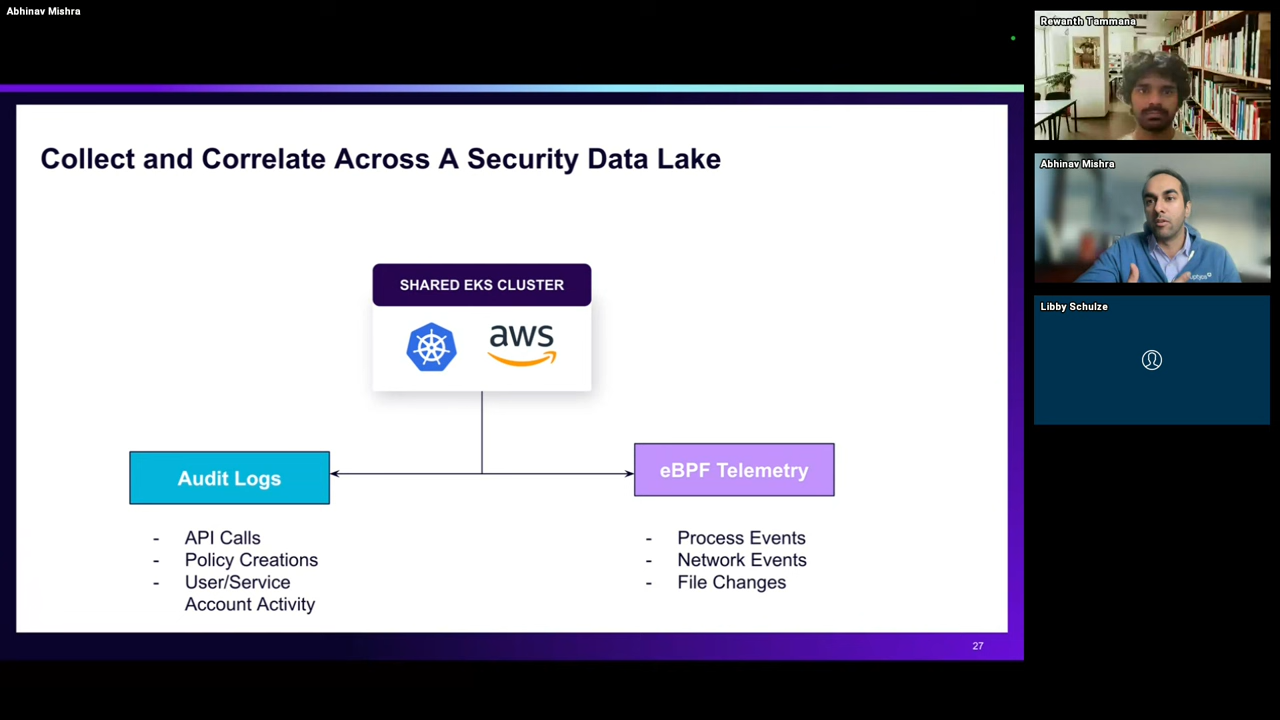 Abhinav Mishra
Collect and Correlate Across A Security Data Lake
SHARED EKS CLUSTER
aws
Audit Logs
- API Calls
- Policy Creations
- User/Service
Account Activity
eBPF Telemetry
- Process Events
- Network Events
- File Changes
27
Rewanth Tammana
Abhinav Mishra
Libby Schulze